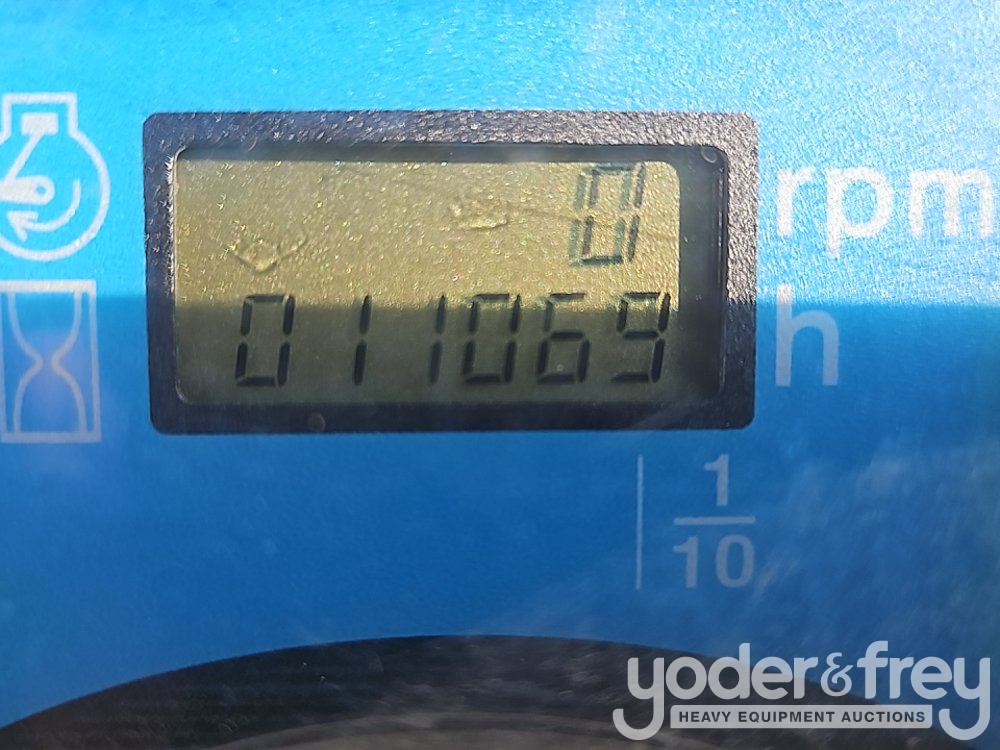 0 rpm
011069 h
1
10
yoder&frey
HEAVY EQUIPMENT AUCTIONS